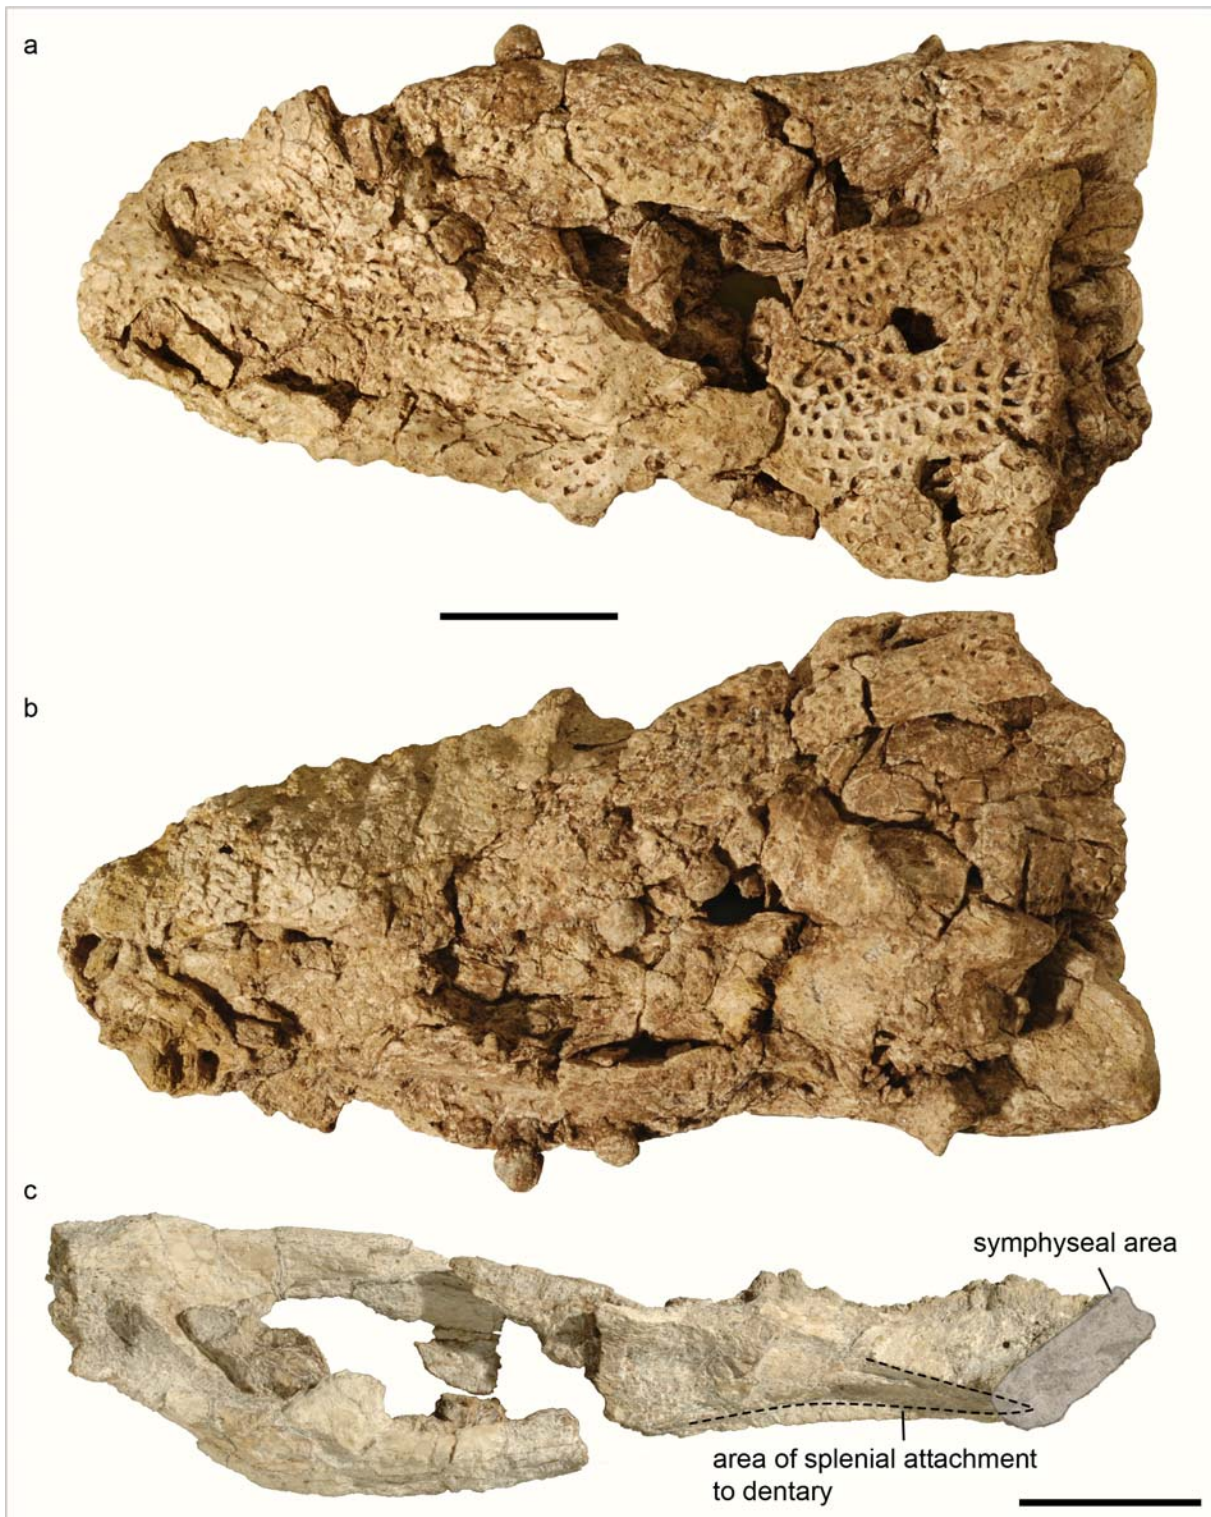 a
b
c
symphyseal area
area of splenial attachment
to dentary